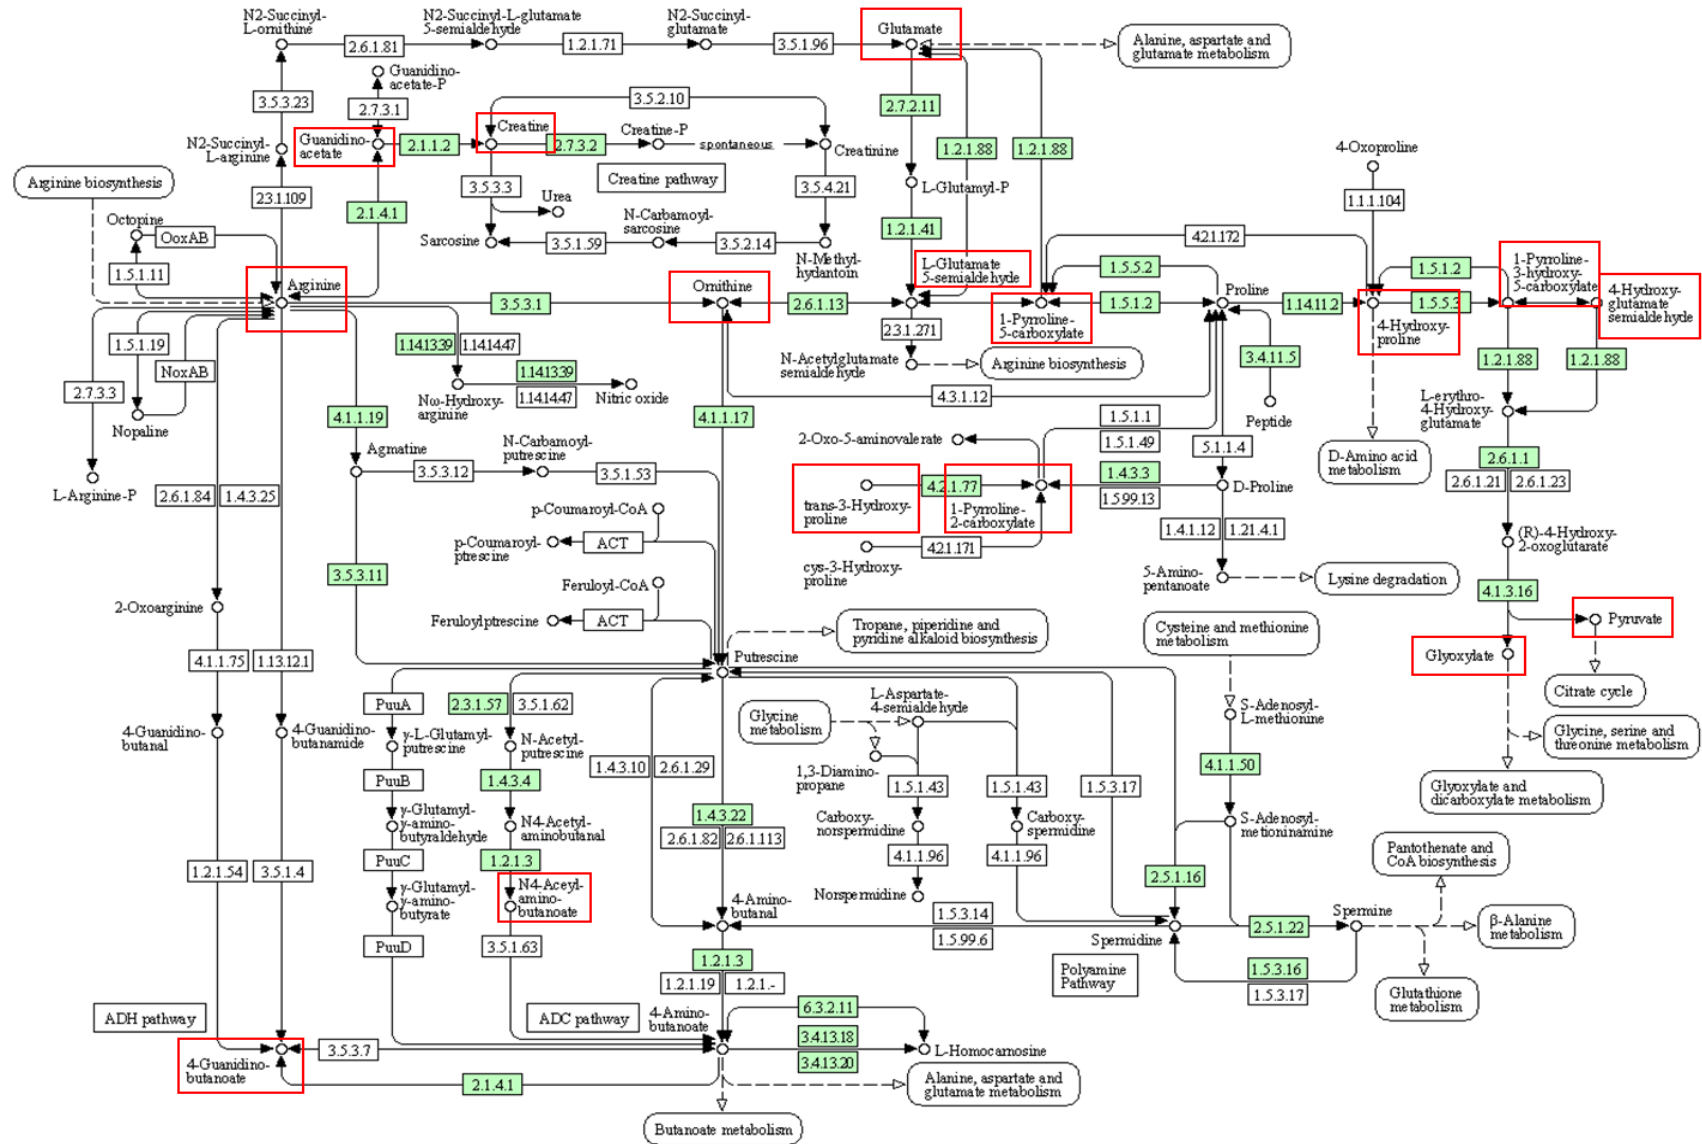 N2-Succinyl-
L-ornithine
2.6.1.81
N2-Succinyl-L-glutamate
5-semialdehyde
1.2.1.71
N2-Succinyl-
glutamate
3.5.1.96
Glutamate
Alanine, aspartate and
glutamate metabolism
Guanidino-
acetate-P
3.5.3.23
2.7.3.1
3.5.2.10
2.7.2.11
N2-Succinyl-
L-arginine
Guanidino-
acetate
2.1.1.2
Creatine
2.7.3.2
Creatine-P
spontaneous
Creatinine
1.2.1.88
1.2.1.88
4-Oxoproline
Arginine biosynthesis
2.3.1.109
2.1.4.1
3.5.3.3
Urea
Creatine pathway
3.5.4.21
L-Glutamyl-P
1.1.1.104
Octopine
OoxAB
Sarcosine
3.5.1.59
N-Carbamoyl-
sarcosine
3.5.2.14
N-Methyl-
hydantoin
1.2.1.41
4.2.1.172
1.5.1.11
Arginine
3.5.3.1
Ornithine
2.6.1.13
L-Glutamate
5-semialdehyde
1.5.5.2
1.5.1.2
Proline
1.14.11.2
1.5.1.2
1.5.5.3
1-Pyrroline-
3-hydroxy-
5-carboxylate
4-Hydroxy-
glutamate
semialdehyde
1-Pyrroline-
5-carboxylate
4-Hydroxy-
proline
1.5.1.19
NoxAB
1.14.13.39
1.14.14.47
2.3.1.271
N-Acetylglutamate
semialdehyde
Arginine biosynthesis
3.4.11.5
1.2.1.88
1.2.1.88
2.7.3.3
Nopaline
Nω-Hydroxy-
arginine
1.14.13.39
1.14.14.47
Nitric oxide
4.3.1.12
Peptide
L-erythro-
4-Hydroxy-
glutamate
4.1.1.19
4.1.1.17
1.5.1.1
1.5.1.49
5.1.1.4
D-Amino acid
metabolism
2.6.1.1
2.6.1.21
2.6.1.23
L-Arginine-P
Agmatine
3.5.3.12
N-Carbamoyl-
putrescine
3.5.1.53
2-Oxo-5-aminovalerate
2.6.1.84
1.4.3.25
trans-3-Hydroxy-
proline
4.2.1.77
1-Pyrroline-
2-carboxylate
1.4.3.3
1.5.99.13
D-Proline
p-Coumaroyl-CoA
p-Coumaroyl-
ptrescine
ACT
cys-3-Hydroxy-
proline
4.2.1.171
1.4.1.12
1.21.4.1
(R)-4-Hydroxy-
2-oxoglutarate
3.5.3.11
Feruloyl-CoA
Feruloylptrescine
ACT
5-Amino-
pentanoate
Lysine degradation
4.1.3.16
2-Oxoarginine
Tropane, piperidine and
pyridine alkaloid biosynthesis
Cysteine and methionine
metabolism
Pyruvate
Glyoxylate
4.1.1.75
1.13.12.1
Putrescine
Citrate cycle
PuuA
2.3.1.57
3.5.1.62
Glycine
metabolism
L-Aspartate-
4-semialdehyde
S-Adenosyl-
L-methionine
Glycine, serine and
threonine metabolism
4-Guanidino-
butanal
4-Guanidino-
butanamide
γ-L-Glutamyl-
putrescine
N-Acetyl-
putrescine
1.4.3.10
2.6.1.29
1,3-Diamino-
propane
1.5.1.43
1.5.1.43
1.5.3.17
4.1.1.50
Glyoxylate and
dicarboxylate metabolism
PuuB
1.4.3.4
1.4.3.22
2.6.1.82
2.6.1.113
γ-Glutamyl-
γ-amino-
butyraldehyde
N4-Acetyl-
aminobutanal
Carboxy-
norspermidine
Carboxy-
spermidine
S-Adenosyl-
metioninamine
Pantothenate and
CoA biosynthesis
1.2.1.54
3.5.1.4
PuuC
1.2.1.3
4.1.1.96
4.1.1.96
2.5.1.16
γ-Glutamyl-
γ-amino-
butyrate
N4-Aceyl-
amino-
butanoate
4-Amino-
butanal
Norspermidine
1.5.3.14
1.5.99.6
Spermidine
2.5.1.22
Spermine
β-Alanine
metabolism
PuuD
3.5.1.63
1.2.1.3
1.2.1.19
1.2.1.-
Polyamine
Pathway
1.5.3.16
1.5.3.17
Glutathione
metabolism
ADH pathway
ADC pathway
4-Amino-
butanoate
6.3.2.11
3.4.13.18
3.4.13.20
L-Homocarnosine
4-Guanidino-
butanoate
3.5.3.7
2.1.4.1
Alanine, aspartate and
glutamate metabolism
Butanoate metabolism